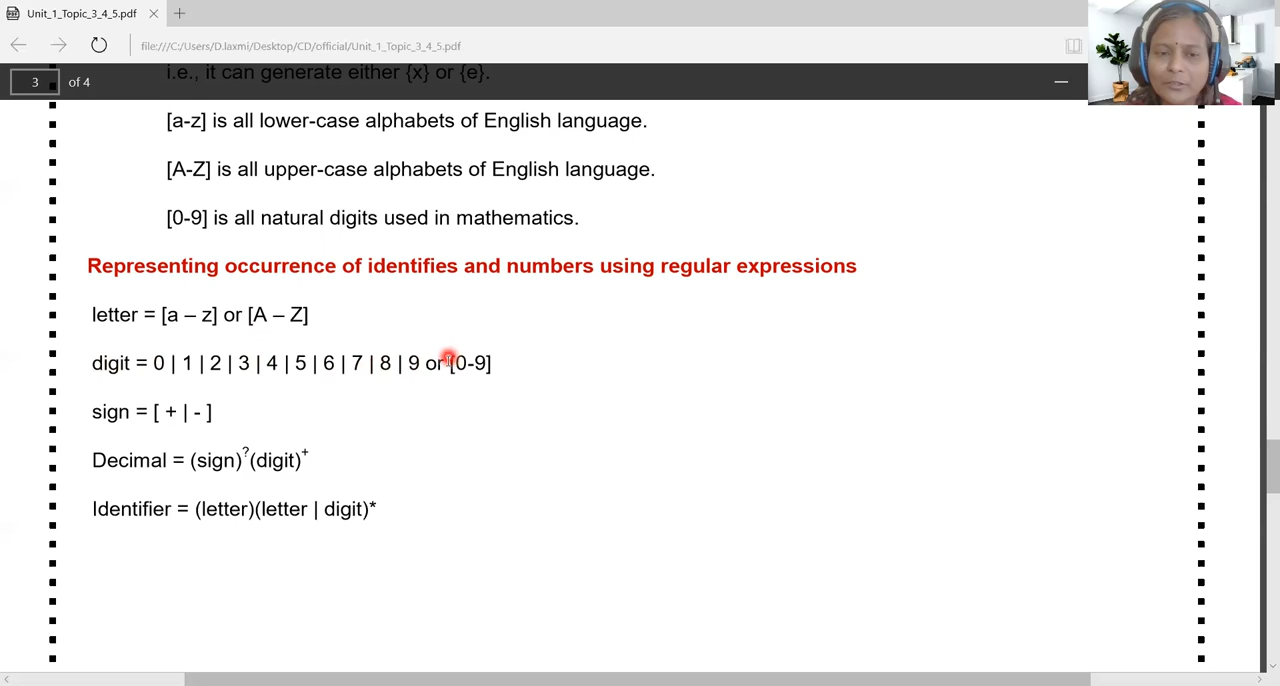 Unit_1_Topic_3_4_5.pdf
file:///C:/Users/D.laxmi/Desktop/CD/official/Unit_1_Topic_3_4_5.pdf
3 of 4
i.e., it can generate either {x} or {e}.
[a-z] is all lower-case alphabets of English language.
[A-Z] is all upper-case alphabets of English language.
[0-9] is all natural digits used in mathematics.
Representing occurrence of identifies and numbers using regular expressions
letter = [a – z] or [A – Z]
digit = 0 | 1 | 2 | 3 | 4 | 5 | 6 | 7 | 8 | 9 or [0-9]
sign = [ + | - ]
Decimal = (sign)?(digit)+
Identifier = (letter)(letter | digit)*